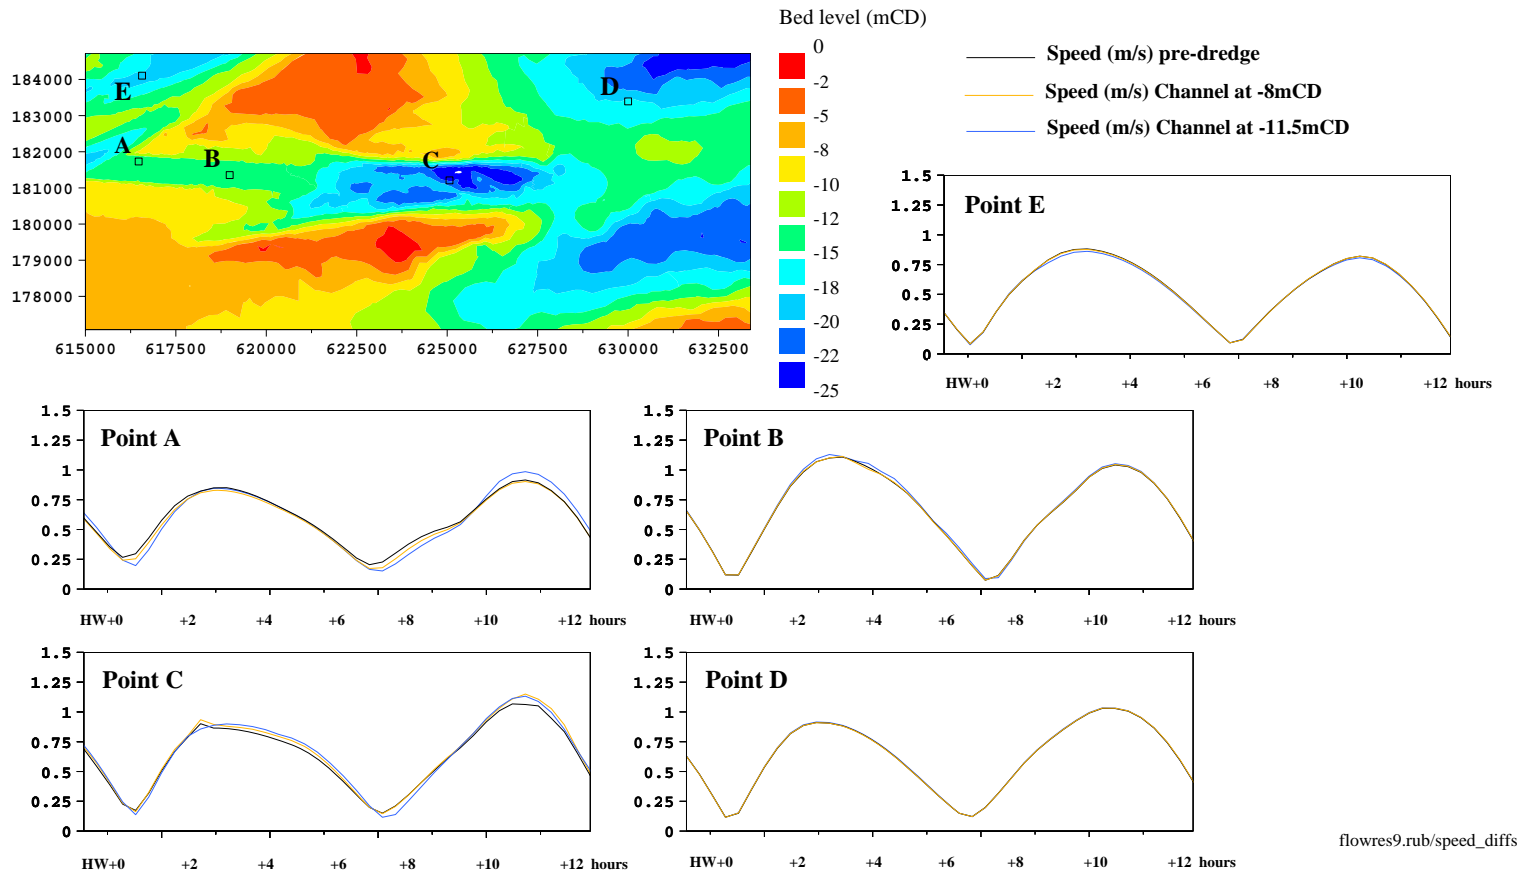 Bed level (mCD)
0
-2
-5
-8
-10
-12
-15
-18
-20
-22
-25
Speed (m/s) pre-dredge
Speed (m/s) Channel at -8mCD
Speed (m/s) Channel at -11.5mCD
184000
183000
182000
181000
180000
179000
178000
615000 617500 620000 622500 625000 627500 630000 632500
E
D
A
B
C
Point E
1.5
1.25
1
0.75
0.5
0.25
0
HW+0 +2 +4 +6 +8 +10 +12 hours
Point A
1.5
1.25
1
0.75
0.5
0.25
0
HW+0 +2 +4 +6 +8 +10 +12 hours
Point B
1.5
1.25
1
0.75
0.5
0.25
0
HW+0 +2 +4 +6 +8 +10 +12 hours
Point C
1.5
1.25
1
0.75
0.5
0.25
0
HW+0 +2 +4 +6 +8 +10 +12 hours
Point D
1.5
1.25
1
0.75
0.5
0.25
0
HW+0 +2 +4 +6 +8 +10 +12 hours
flowres9.rub/speed_diffs